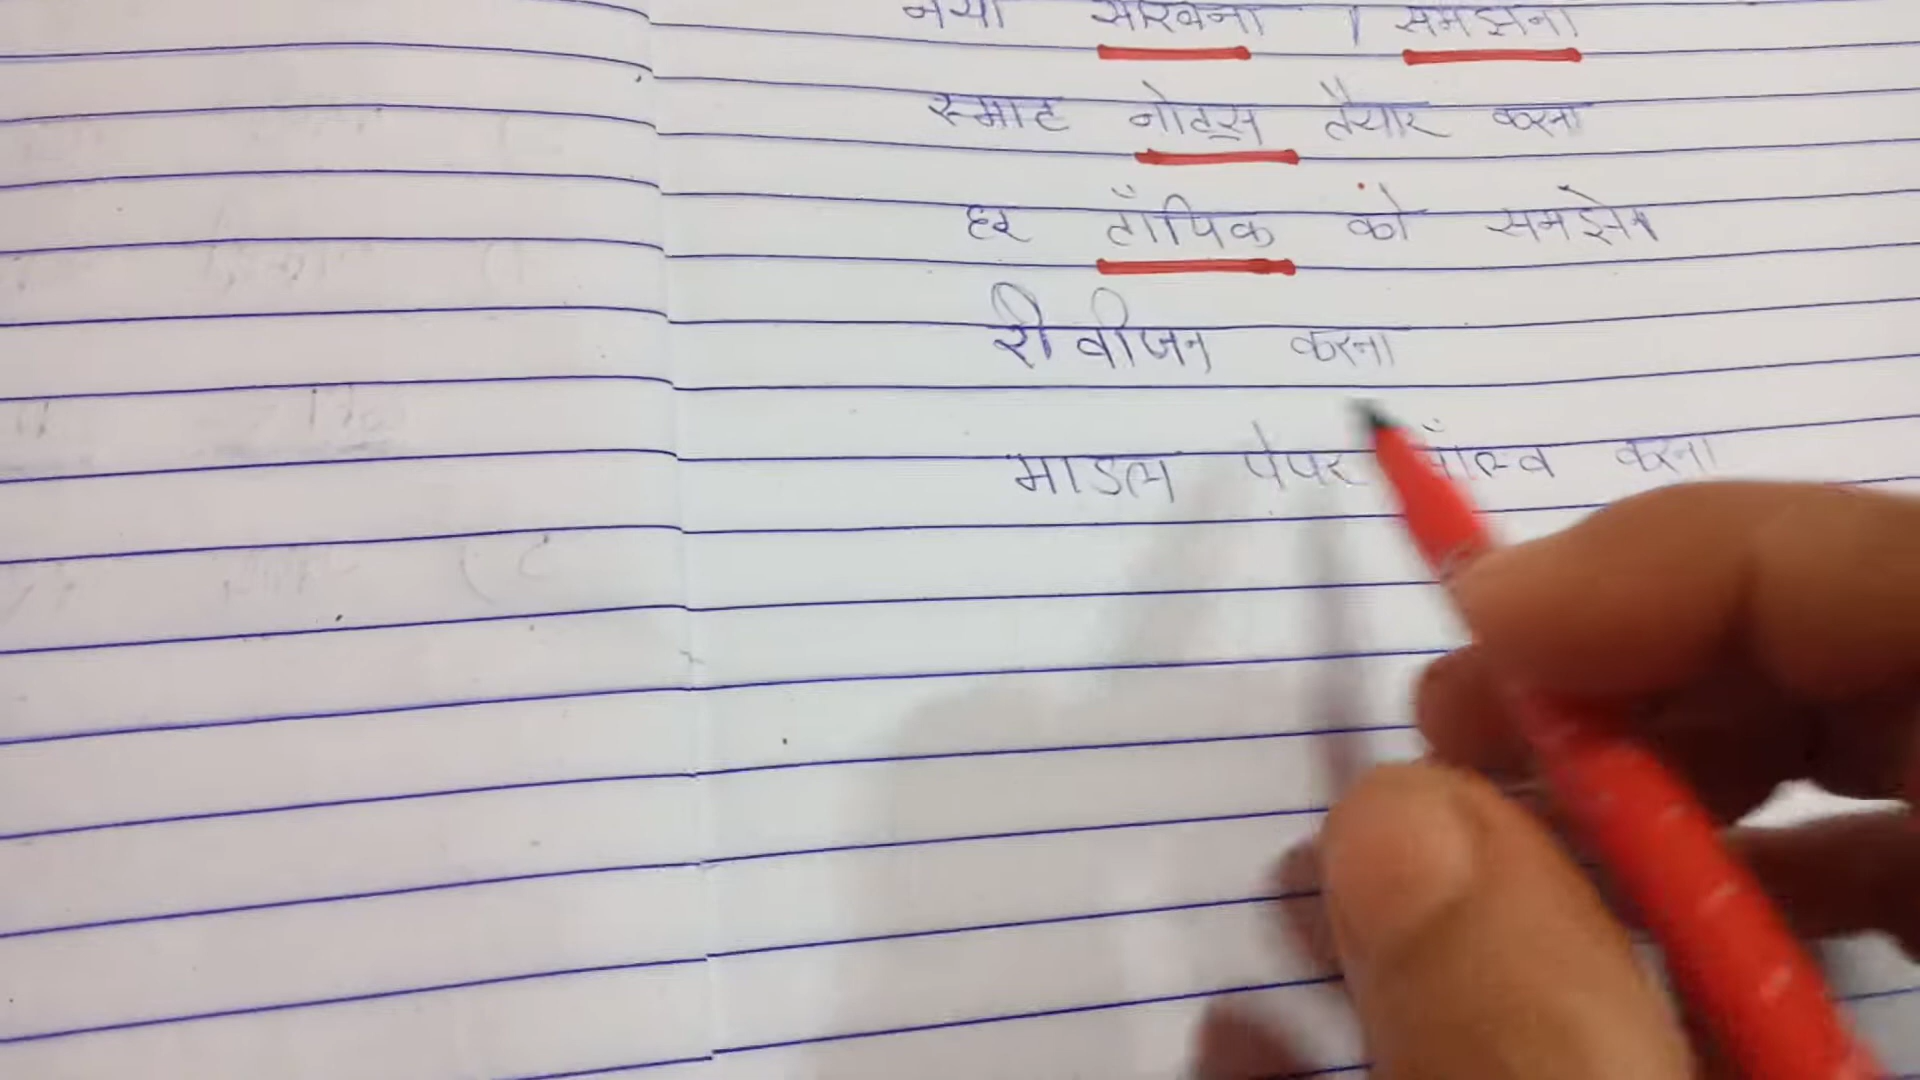 नया सीखना / समझना
स्माट नोट्स तैयार करना
हर टॉपिक को समझेन
रीवीजन करना
माडल पेपर करना